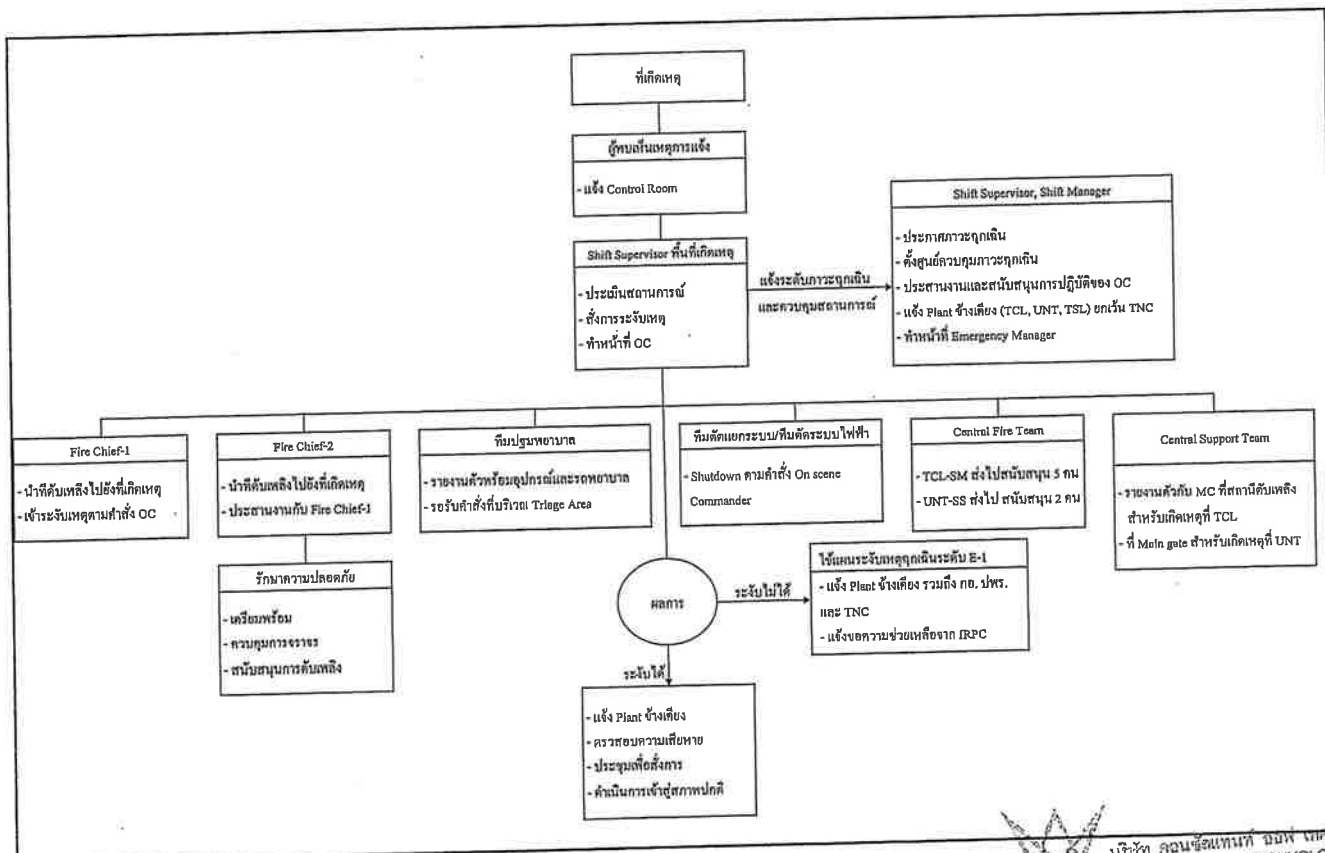 ที่เกิดเหตุ
ผู้พบเห็นเหตุการแจ้ง
- แจ้ง Control Room
Shift Supervisor พื้นที่เกิดเหตุ
- ประเมินสถานการณ์
- สั่งการระงับเหตุ
- ทำหน้าที่ OC
แจ้งระดับภาวะฉุกเฉิน
และควบคุมสถานการณ์
Shift Supervisor, Shift Manager
- ประกาศภาวะฉุกเฉิน
- ตั้งศูนย์ควบคุมภาวะฉุกเฉิน
- ประสานงานและสนับสนุนการปฏิบัติของ OC
- แจ้ง Plant ข้างเคียง (TCL, UNT, TSL) ยกเว้น TNC
- ทำหน้าที่ Emergency Manager
Fire Chief-1
- นำทีดับเพลิงไปยังที่เกิดเหตุ
- เข้าระงับเหตุตามคำสั่ง OC
Fire Chief-2
- นำทีดับเพลิงไปยังที่เกิดเหตุ
- ประสานงานกับ Fire Chief-1
ทีมปฐมพยาบาล
- รายงานตัวพร้อมอุปกรณ์และรถพยาบาล
- รอรับคำสั่งที่บริเวณ Triage Area
ทีมตัดแยกระบบ/ทีมตัดระบบไฟฟ้า
- Shutdown ตามคำสั่ง On scene
Commander
Central Fire Team
- TCL-SM ส่งไปสนับสนุน 5 คน
- UNT-SS ส่งไป สนับสนุน 2 คน
Central Support Team
- รายงานตัวกับ MC ที่สถานีดับเพลิง
สำหรับเกิดเหตุที่ TCL
- ที่ Main gate สำหรับเกิดเหตุที่ UNT
รักษาความปลอดภัย
- เตรียมพร้อม
- ควบคุมการจราจร
- สนับสนุนการดับเพลิง
ผลการ
ระงับไม่ได้
ใช้แผนระงับเหตุฉุกเฉินระดับ E-1
- แจ้ง Plant ข้างเคียง รวมถึง กอ. ปพร.
และ TNC
- แจ้งขอความช่วยเหลือจาก IRPC
ระงับได้
- แจ้ง Plant ข้างเคียง
- ตรวสอบความเสียหาย
- ประชุมเพื่อสั่งการ
- ดำเนินการเข้าสู่สภาพปกติ
บริษัท คอนซัลแทนท์ ออฟ